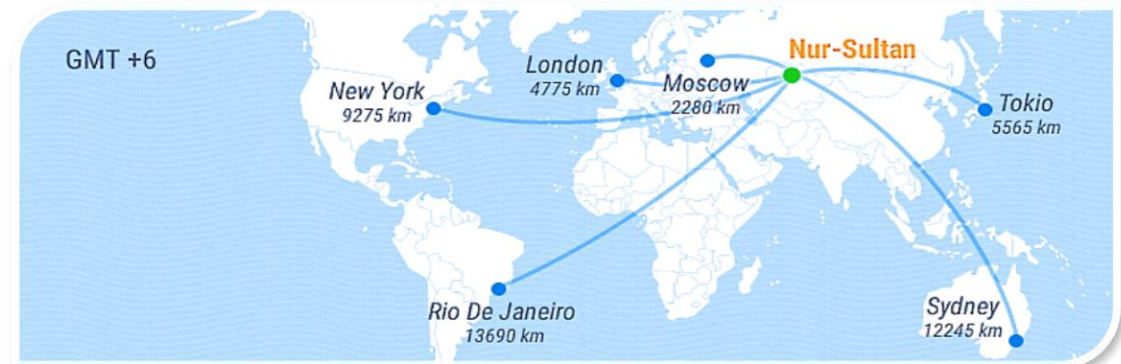 GMT +6
Nur-Sultan
London
4775 km
Moscow
2280 km
New York
9275 km
Tokio
5565 km
Rio De Janeiro
13690 km
Sydney
12245 km